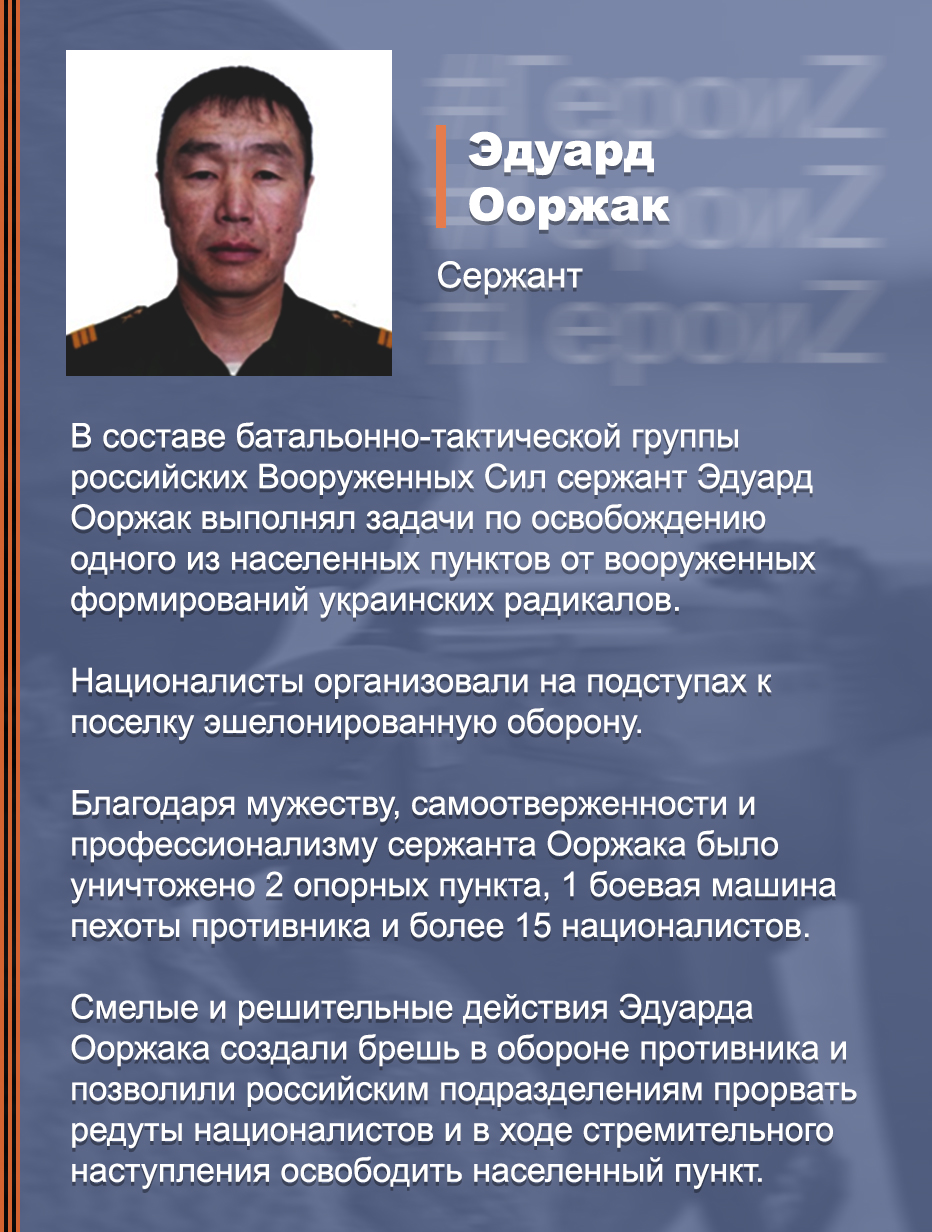 #ГероиZ
#ГероиZ
#ГероиZ
Эдуард
Ооржак
Сержант
В составе батальонно-тактической группы
российских Вооруженных Сил сержант Эдуард
Ооржак выполнял задачи по освобождению
одного из населенных пунктов от вооруженных
формирований украинских радикалов.
Националисты организовали на подступах к
поселку эшелонированную оборону.
Благодаря мужеству, самоотверженности и
профессионализму сержанта Ооржака было
уничтожено 2 опорных пункта, 1 боевая машина
пехоты противника и более 15 националистов.
Смелые и решительные действия Эдуарда
Ооржака создали брешь в обороне противника и
позволили российским подразделениям прорвать
редуты националистов и в ходе стремительного
наступления освободить населенный пункт.